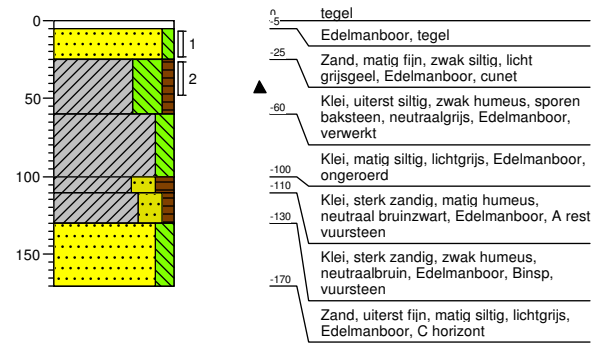 0
50
100
150
1
2
0
-5
-25
-60
-100
-110
-130
-170
tegel
Edelmanboor, tegel
Zand, matig fijn, zwak siltig, licht
grijsgeel, Edelmanboor, cunet
Klei, uiterst siltig, zwak humeus, sporen
baksteen, neutraalgrijs, Edelmanboor,
verwerkt
Klei, matig siltig, lichtgrijs, Edelmanboor,
ongeroerd
Klei, sterk zandig, matig humeus,
neutraal bruinzwart, Edelmanboor, A rest
vuursteen
Klei, sterk zandig, zwak humeus,
neutraalbruin, Edelmanboor, Binsp,
vuursteen
Zand, uiterst fijn, matig siltig, lichtgrijs,
Edelmanboor, C horizont